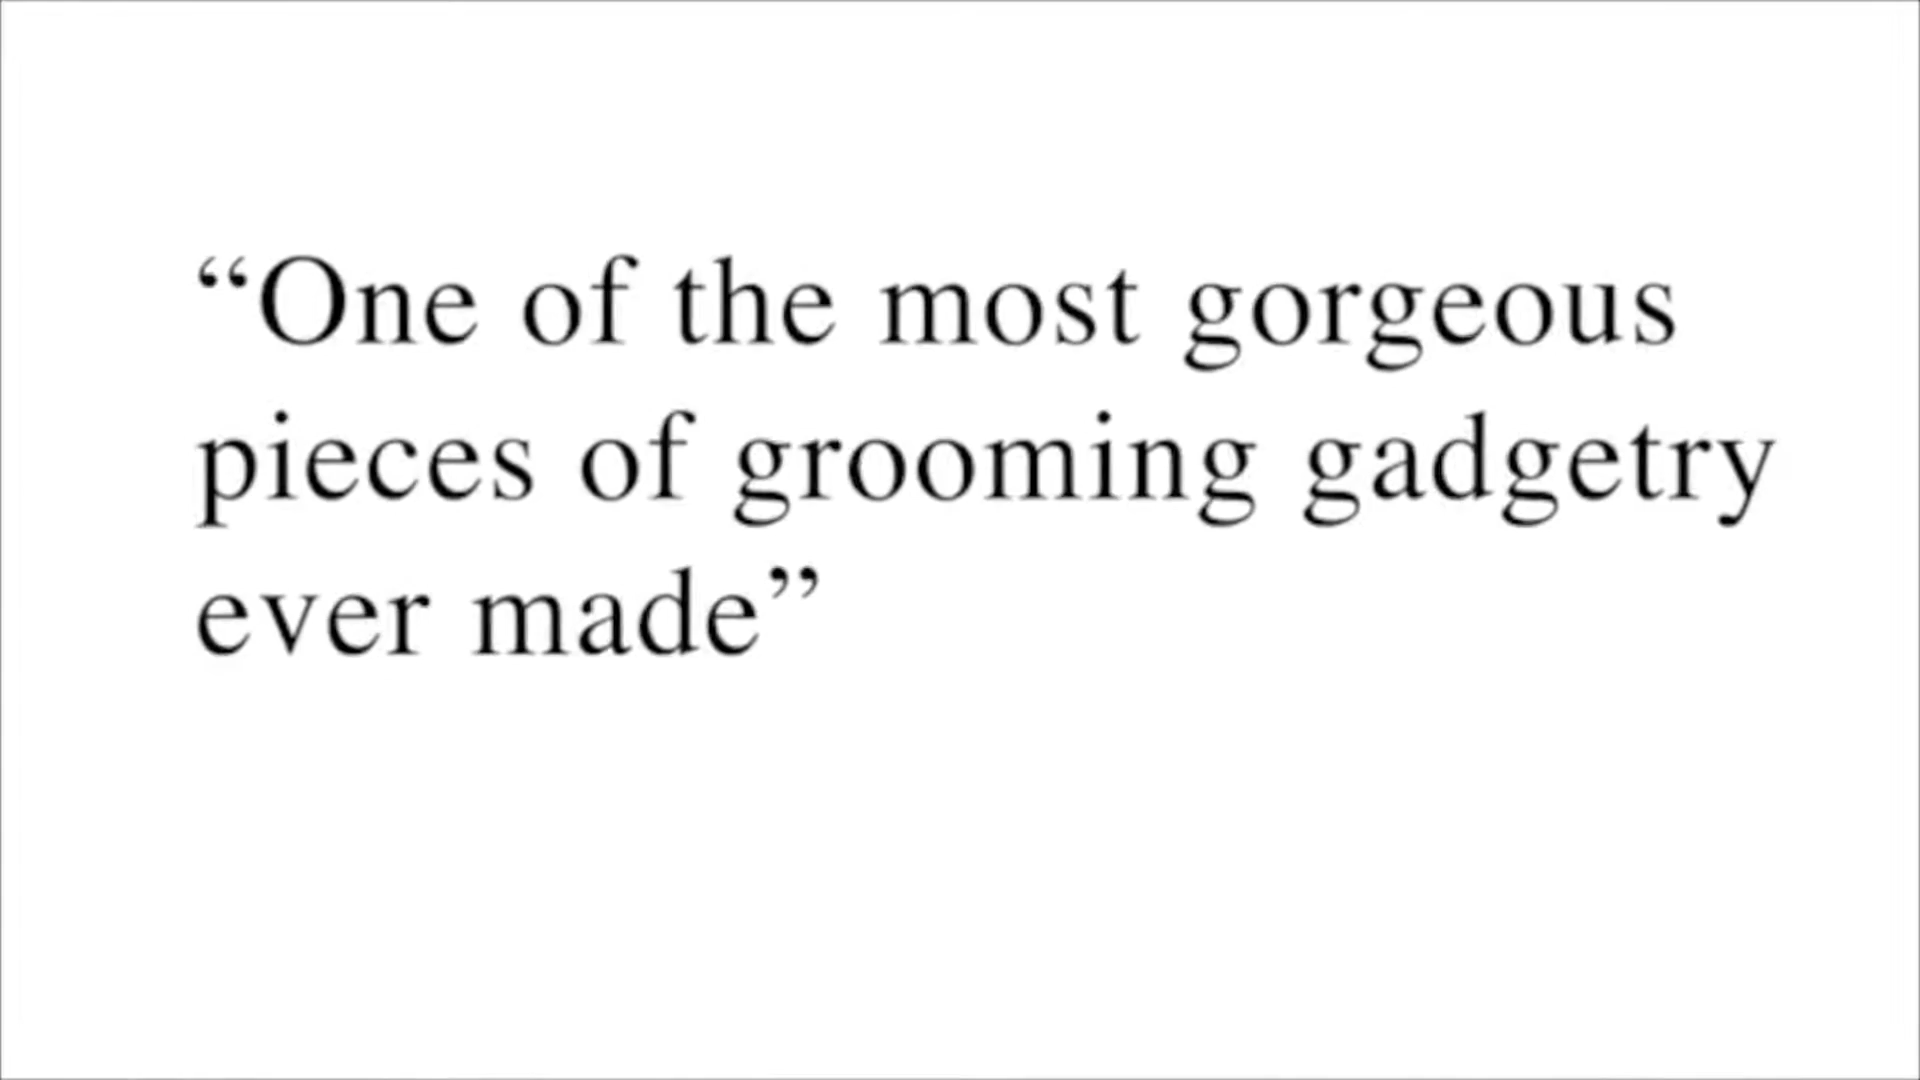 “One of the most gorgeous
pieces of grooming gadgetry
ever made”